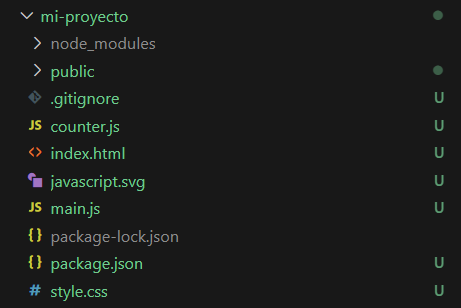 mi-proyecto
node_modules
public
.gitignore U
JS counter.js U
<> index.html U
javascript.svg U
JS main.js U
{} package-lock.json
{} package.json U
# style.css U